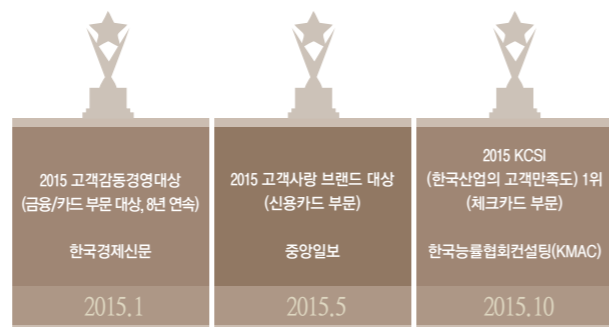 2015 고객감동경영대상
(금융/카드 부문 대상, 8년 연속)
한국경제신문
2015.1
2015 고객사랑 브랜드 대상
(신용카드 부문)
중앙일보
2015.5
2015 KCSI
(한국산업의 고객만족도) 1위
(체크카드 부문)
한국능률협회컨설팅(KMAC)
2015.10